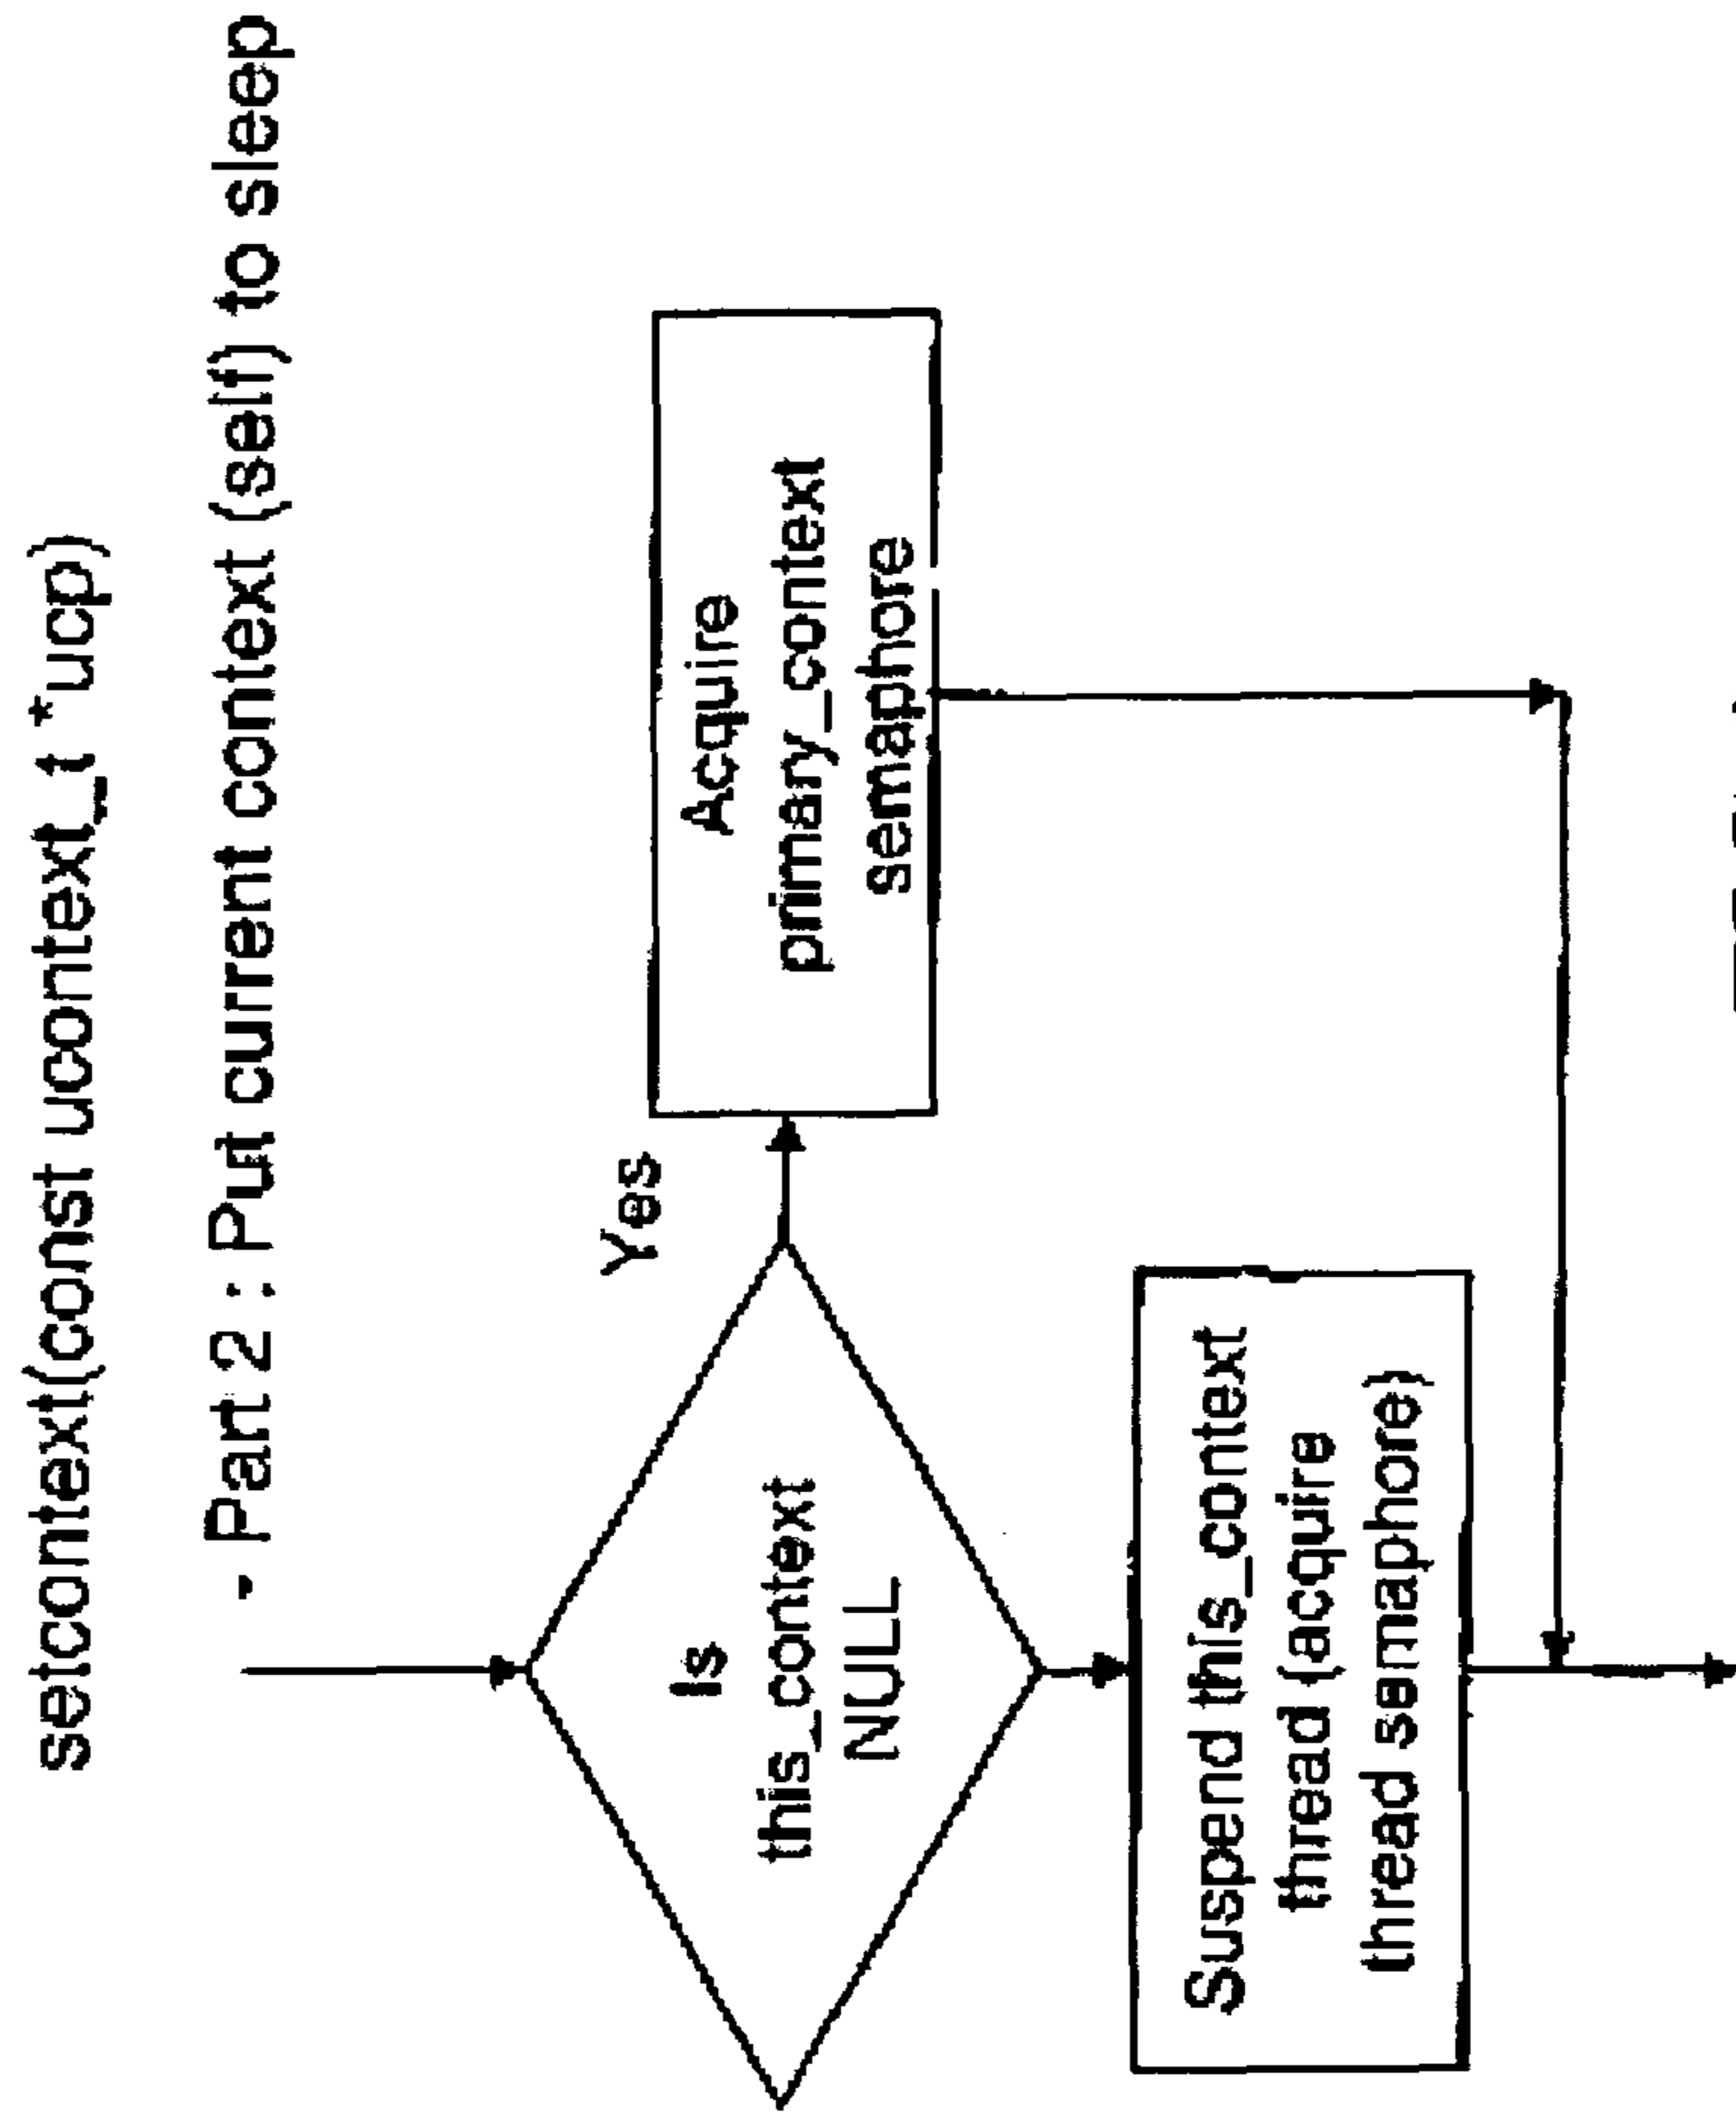 setcontext(const ucontext_t *ucp)
- Part 2 : Put current context (self) to sleep
Is
this_context
NULL
Yes
Acquire
primary_context
semaphore
Suspend this_context
thread (acquire
thread semaphore)